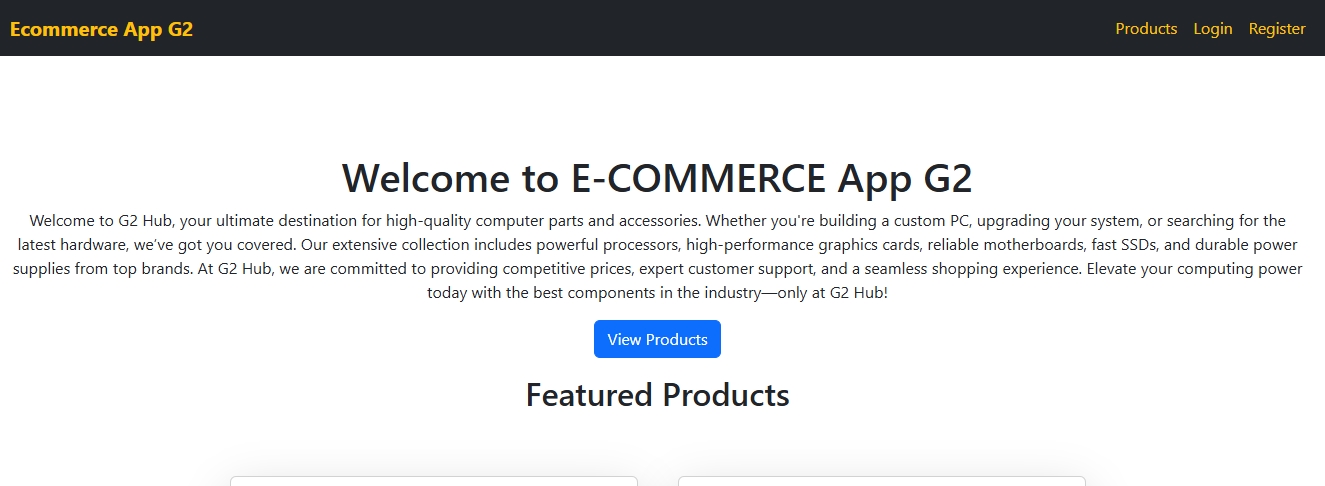 Ecommerce App G2
Products Login Register
Welcome to E-COMMERCE App G2
Welcome to G2 Hub, your ultimate destination for high-quality computer parts and accessories. Whether you're building a custom PC, upgrading your system, or searching for the
latest hardware, we’ve got you covered. Our extensive collection includes powerful processors, high-performance graphics cards, reliable motherboards, fast SSDs, and durable power
supplies from top brands. At G2 Hub, we are committed to providing competitive prices, expert customer support, and a seamless shopping experience. Elevate your computing power
today with the best components in the industry—only at G2 Hub!
View Products
Featured Products